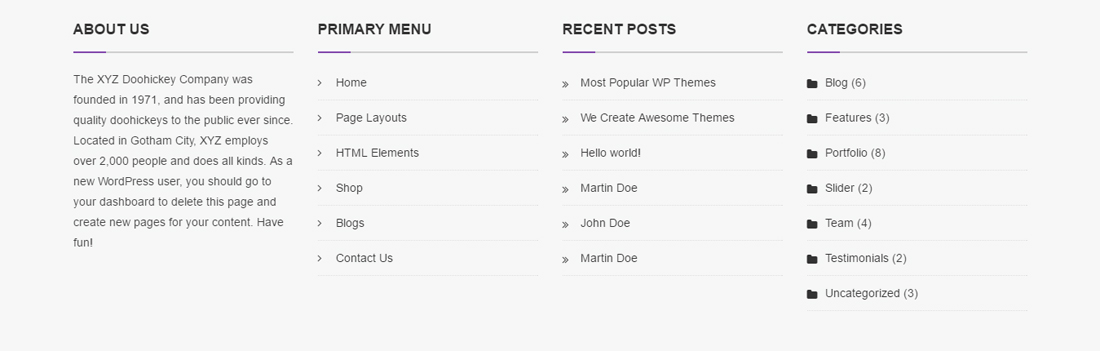 ABOUT US
The XYZ Doohickey Company was
founded in 1971, and has been providing
quality doohickeys to the public ever since.
Located in Gotham City, XYZ employs
over 2,000 people and does all kinds. As a
new WordPress user, you should go to
your dashboard to delete this page and
create new pages for your content. Have
fun!
PRIMARY MENU
Home
Page Layouts
HTML Elements
Shop
Blogs
Contact Us
RECENT POSTS
Most Popular WP Themes
We Create Awesome Themes
Hello world!
Martin Doe
John Doe
Martin Doe
CATEGORIES
Blog (6)
Features (3)
Portfolio (8)
Slider (2)
Team (4)
Testimonials (2)
Uncategorized (3)